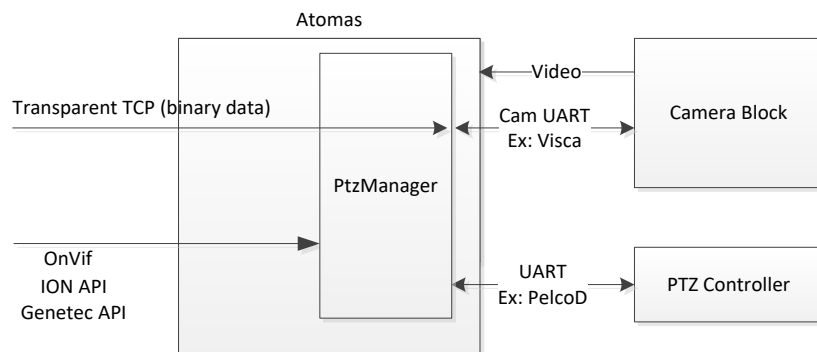 Atomas
Video
Transparent TCP (binary data)
Cam UART
Ex: Visca
Camera Block
PtzManager
OnVif
ION API
Genetec API
UART
Ex: PelcoD
PTZ Controller